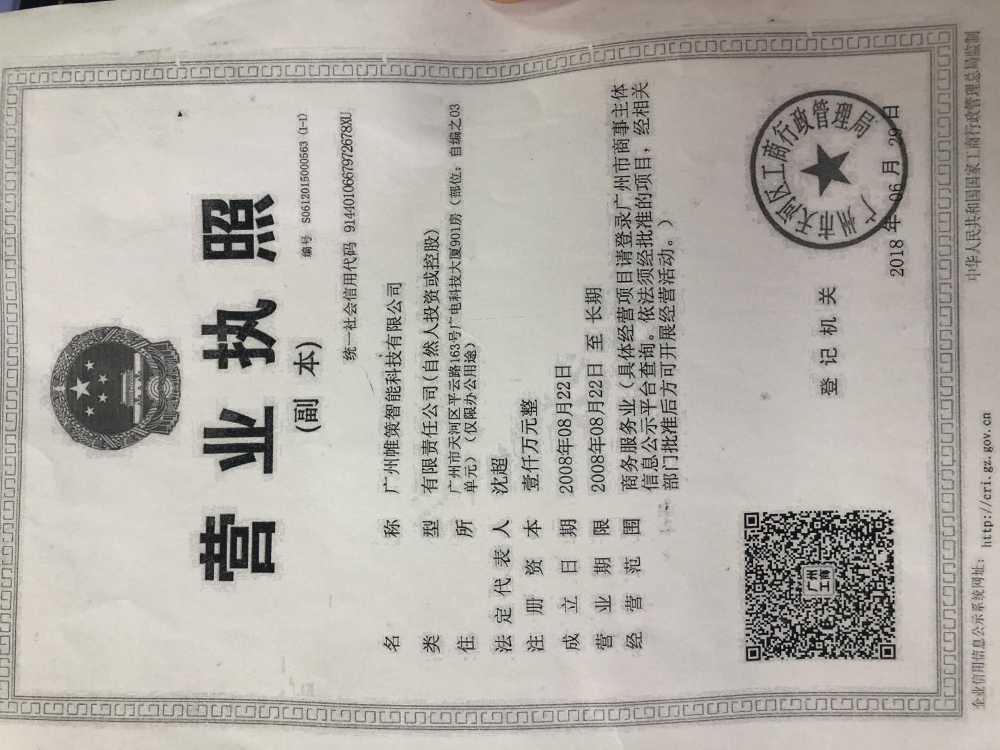 营业执照
(副 本)
编号 S0612015000563 (1-1)
统一社会信用代码 9144010667972678XU
名 称 广州帷策智能科技有限公司
类 型 有限责任公司(自然人投资或控股)
住 所 广州市天河区平云路163号广电科技大厦901房（部位：自编之03
单元）（仅限办公用途）
法定代表人 沈超
注册资本 壹仟万元整
成立日期 2008年08月22日
营业期限 2008年08月22日 至 长期
经营范围 商务服务业（具体经营项目请登录广州市商事主体
信息公示平台查询。依法须经批准的项目，经相关
部门批准后方可开展经营活动。）
广州
工商
登记机关
广州市天河区工商行政管理局
2018 年 06 月 29 日
企业信用信息公示系统网址： http://cri.gz.gov.cn
中华人民共和国国家工商行政管理总局监制